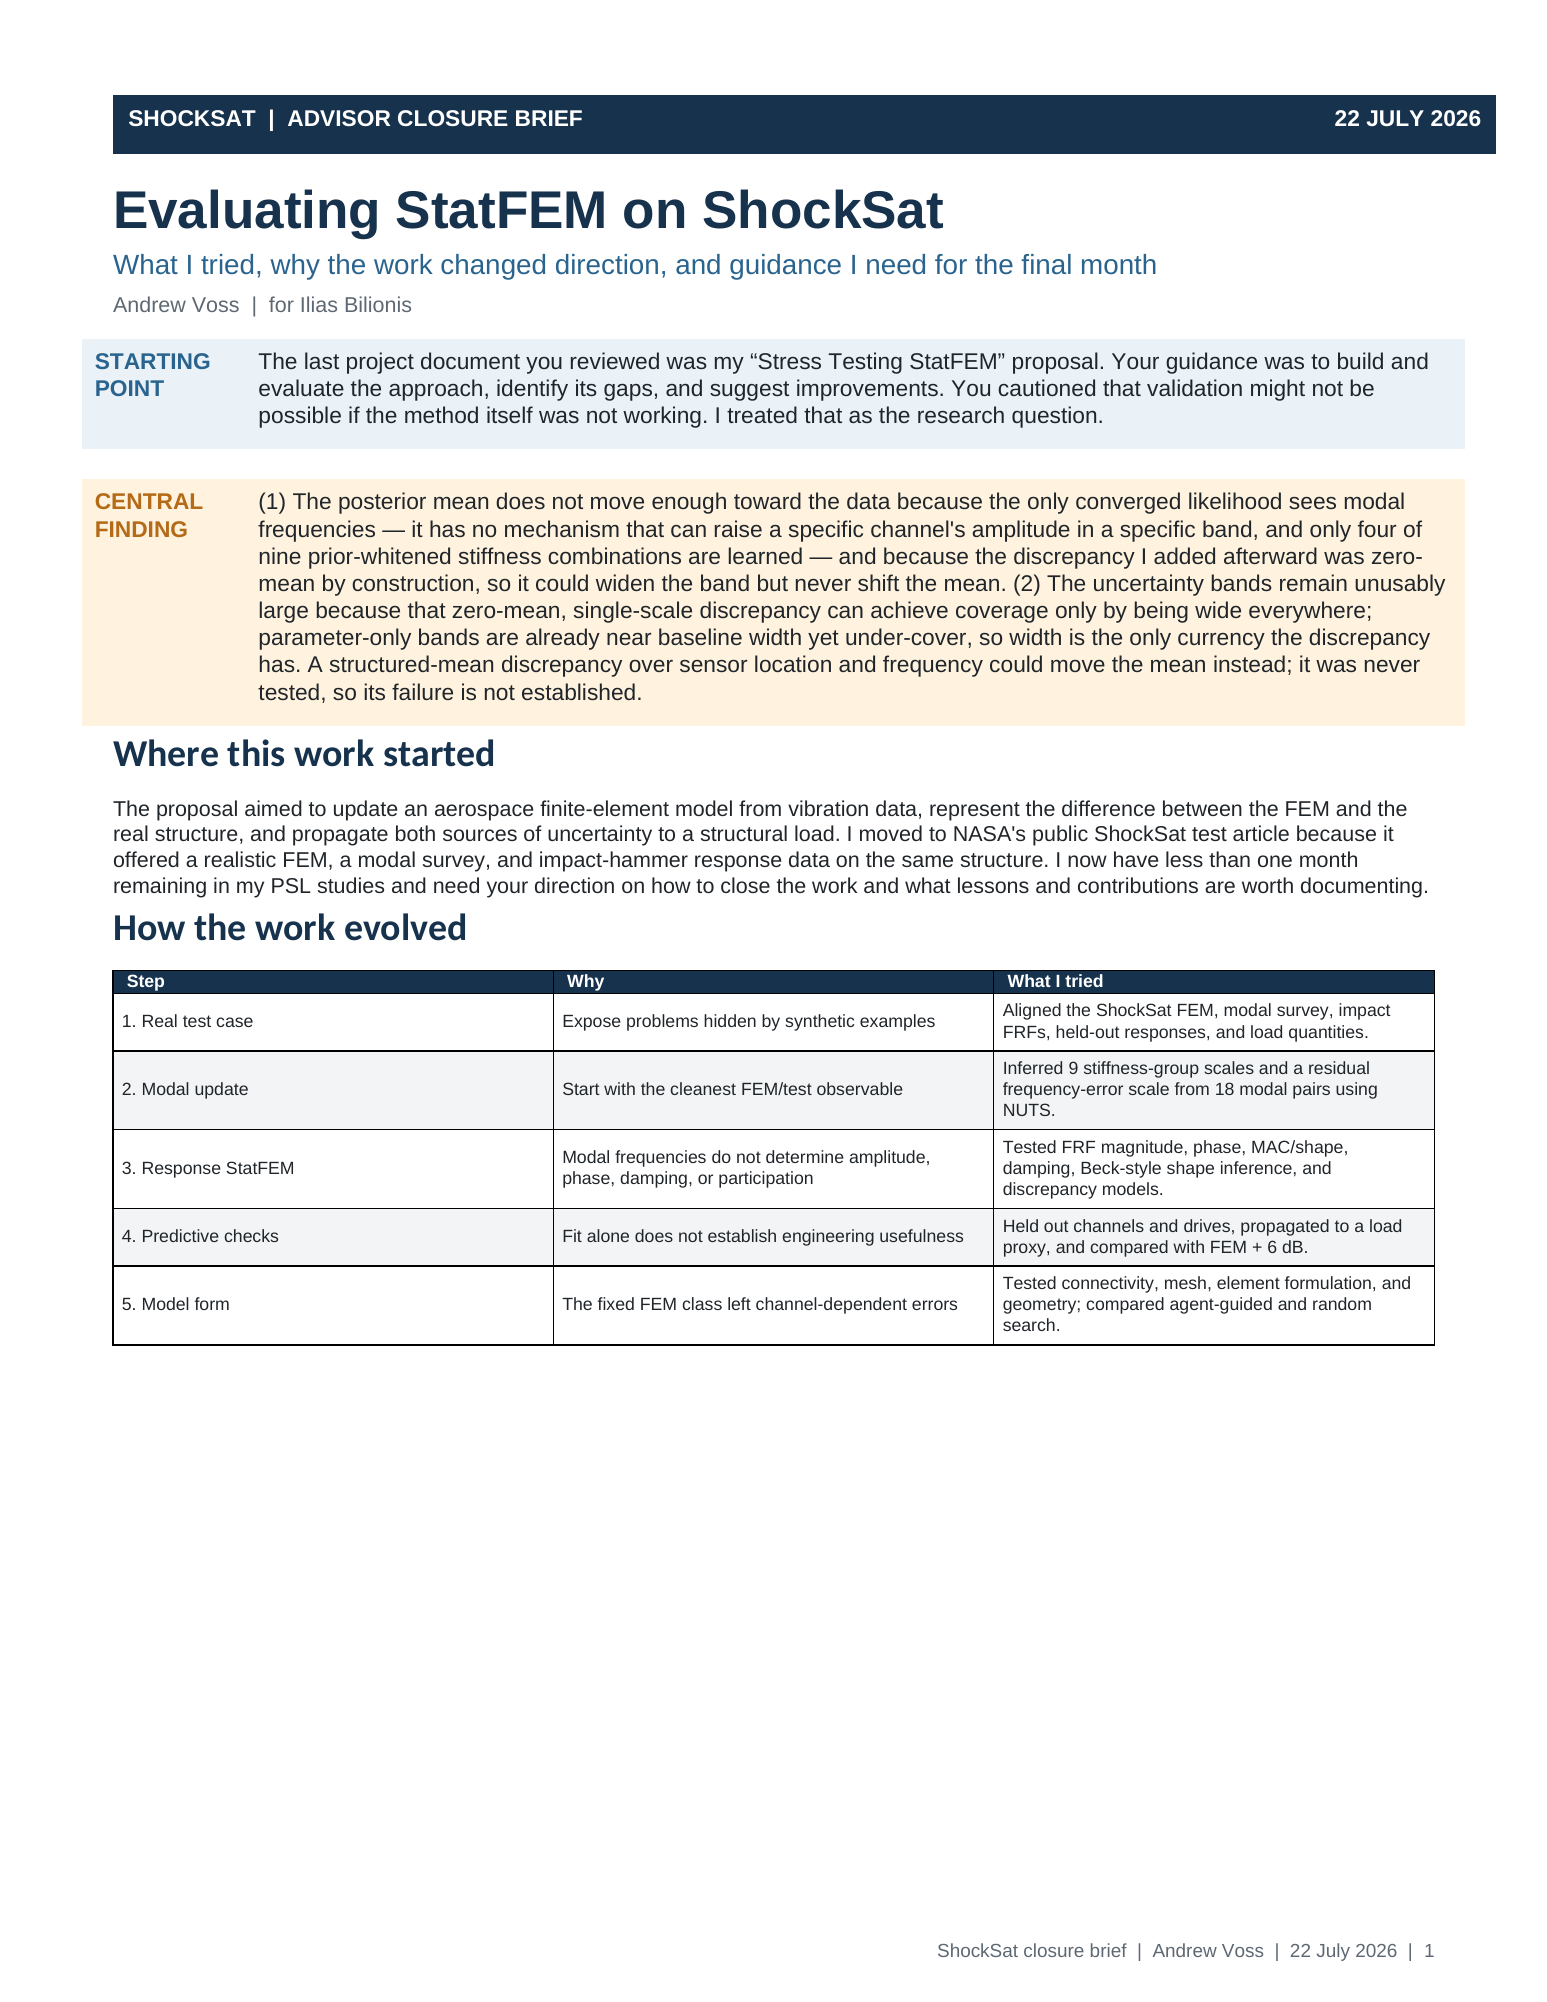 SHOCKSAT | ADVISOR CLOSURE BRIEF 22 JULY 2026
Evaluating StatFEM on ShockSat
What I tried, why the work changed direction, and guidance I need for the final month
Andrew Voss | for Ilias Bilionis
STARTING POINT
The last project document you reviewed was my “Stress Testing StatFEM” proposal. Your guidance was to build and
evaluate the approach, identify its gaps, and suggest improvements. You cautioned that validation might not be
possible if the method itself was not working. I treated that as the research question.
CENTRAL FINDING
(1) The posterior mean does not move enough toward the data because the only converged likelihood sees modal
frequencies — it has no mechanism that can raise a specific channel's amplitude in a specific band, and only four of
nine prior-whitened stiffness combinations are learned — and because the discrepancy I added afterward was zero-
mean by construction, so it could widen the band but never shift the mean. (2) The uncertainty bands remain unusably
large because that zero-mean, single-scale discrepancy can achieve coverage only by being wide everywhere;
parameter-only bands are already near baseline width yet under-cover, so width is the only currency the discrepancy
has. A structured-mean discrepancy over sensor location and frequency could move the mean instead; it was never
tested, so its failure is not established.
Where this work started
The proposal aimed to update an aerospace finite-element model from vibration data, represent the difference between the FEM and the
real structure, and propagate both sources of uncertainty to a structural load. I moved to NASA's public ShockSat test article because it
offered a realistic FEM, a modal survey, and impact-hammer response data on the same structure. I now have less than one month
remaining in my PSL studies and need your direction on how to close the work and what lessons and contributions are worth documenting.
How the work evolved
Step Why What I tried
1. Real test case
Expose problems hidden by synthetic examples
Aligned the ShockSat FEM, modal survey, impact
FRFs, held-out responses, and load quantities.
2. Modal update
Start with the cleanest FEM/test observable
Inferred 9 stiffness-group scales and a residual
frequency-error scale from 18 modal pairs using
NUTS.
3. Response StatFEM
Modal frequencies do not determine amplitude,
phase, damping, or participation
Tested FRF magnitude, phase, MAC/shape,
damping, Beck-style shape inference, and
discrepancy models.
4. Predictive checks
Fit alone does not establish engineering usefulness
Held out channels and drives, propagated to a load
proxy, and compared with FEM + 6 dB.
5. Model form
The fixed FEM class left channel-dependent errors
Tested connectivity, mesh, element formulation, and
geometry; compared agent-guided and random
search.
ShockSat closure brief | Andrew Voss | 22 July 2026 | 1